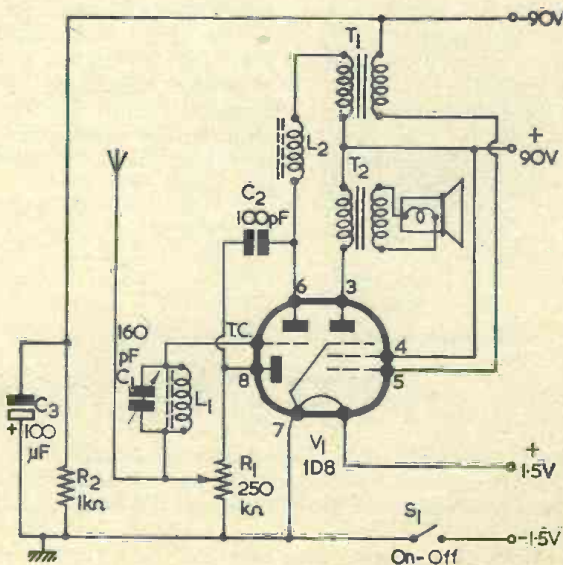 -90V
T1
L2
+
90V
T2
C2
100pF
6
3
T.C.
4
160
pF
8
5
C1
L1
C3
+
100
μF
7
V1
1D8
R1
250
kΩ
+
1·5V
R2
1kΩ
S1
-1·5V
On-Off